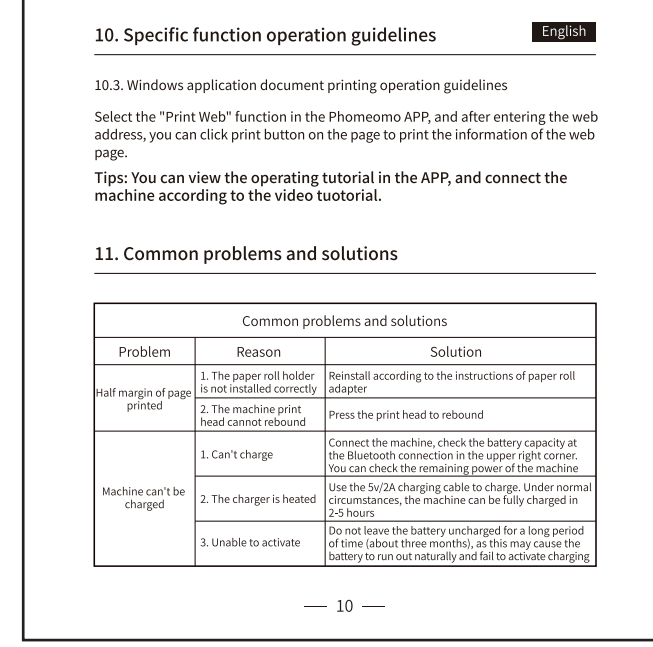 10. Specific function operation guidelines
English
10.3. Windows application document printing operation guidelines
Select the "Print Web" function in the Phomeomo APP, and after entering the web
address, you can click print button on the page to print the information of the web
page.
Tips: You can view the operating tutorial in the APP, and connect the
machine according to the video tuotorial.
11. Common problems and solutions
Common problems and solutions
Problem
Reason
Solution
Half margin of page
printed
1. The paper roll holder
is not installed correctly
Reinstall according to the instructions of paper roll
adapter
2. The machine print
head cannot rebound
Press the print head to rebound
Machine can't be
charged
1. Can't charge
Connect the machine, check the battery capacity at
the Bluetooth connection in the upper right corner.
You can check the remaining power of the machine
2. The charger is heated
Use the 5v/2A charging cable to charge. Under normal
circumstances, the machine can be fully charged in
2-5 hours
3. Unable to activate
Do not leave the battery uncharged for a long period
of time (about three months), as this may cause the
battery to run out naturally and fail to activate charging
— 10 —